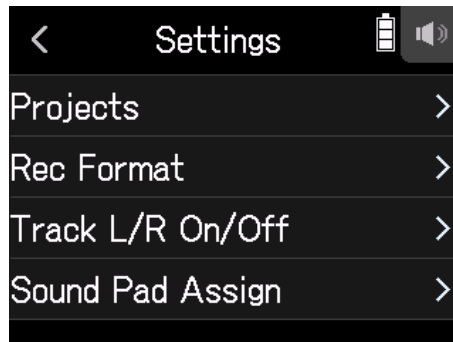 Settings
Projects
Rec Format
Track L/R On/Off
Sound Pad Assign